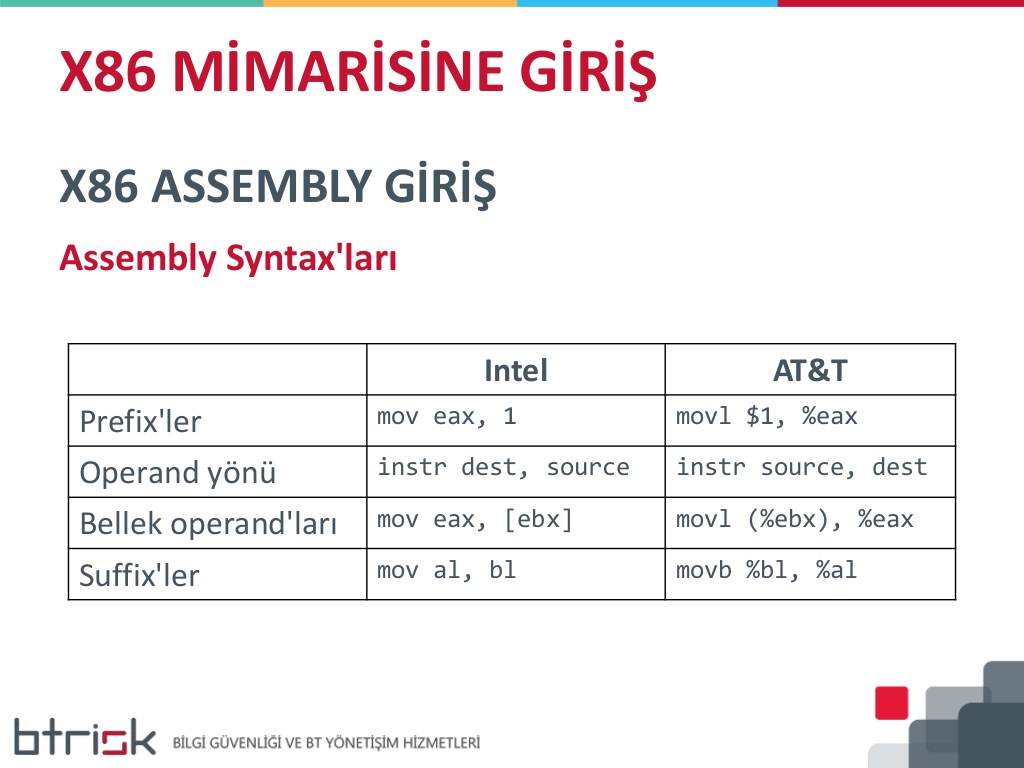 X86 MİMARİSİNE GİRİŞ
X86 ASSEMBLY GİRİŞ
Assembly Syntax'ları
Intel AT&T
Prefix'ler mov eax, 1 movl $1, %eax
Operand yönü instr dest, source instr source, dest
Bellek operand'ları mov eax, [ebx] movl (%ebx), %eax
Suffix'ler mov al, bl movb %bl, %al
btrisk BİLGİ GÜVENLİĞİ VE BT YÖNETİŞİM HİZMETLERİ